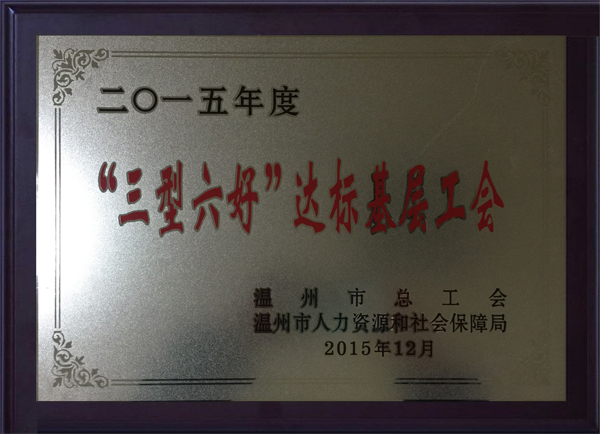 二〇一五年度
“三型六好”达标基层工会
温州市总工会
温州市人力资源和社会保障局
2015年12月